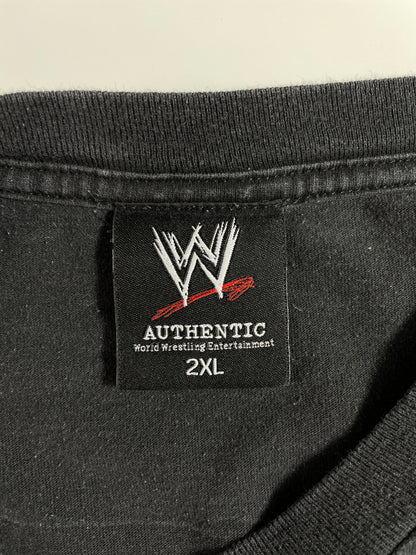 W
AUTHENTIC
World Wrestling Entertainment
2XL